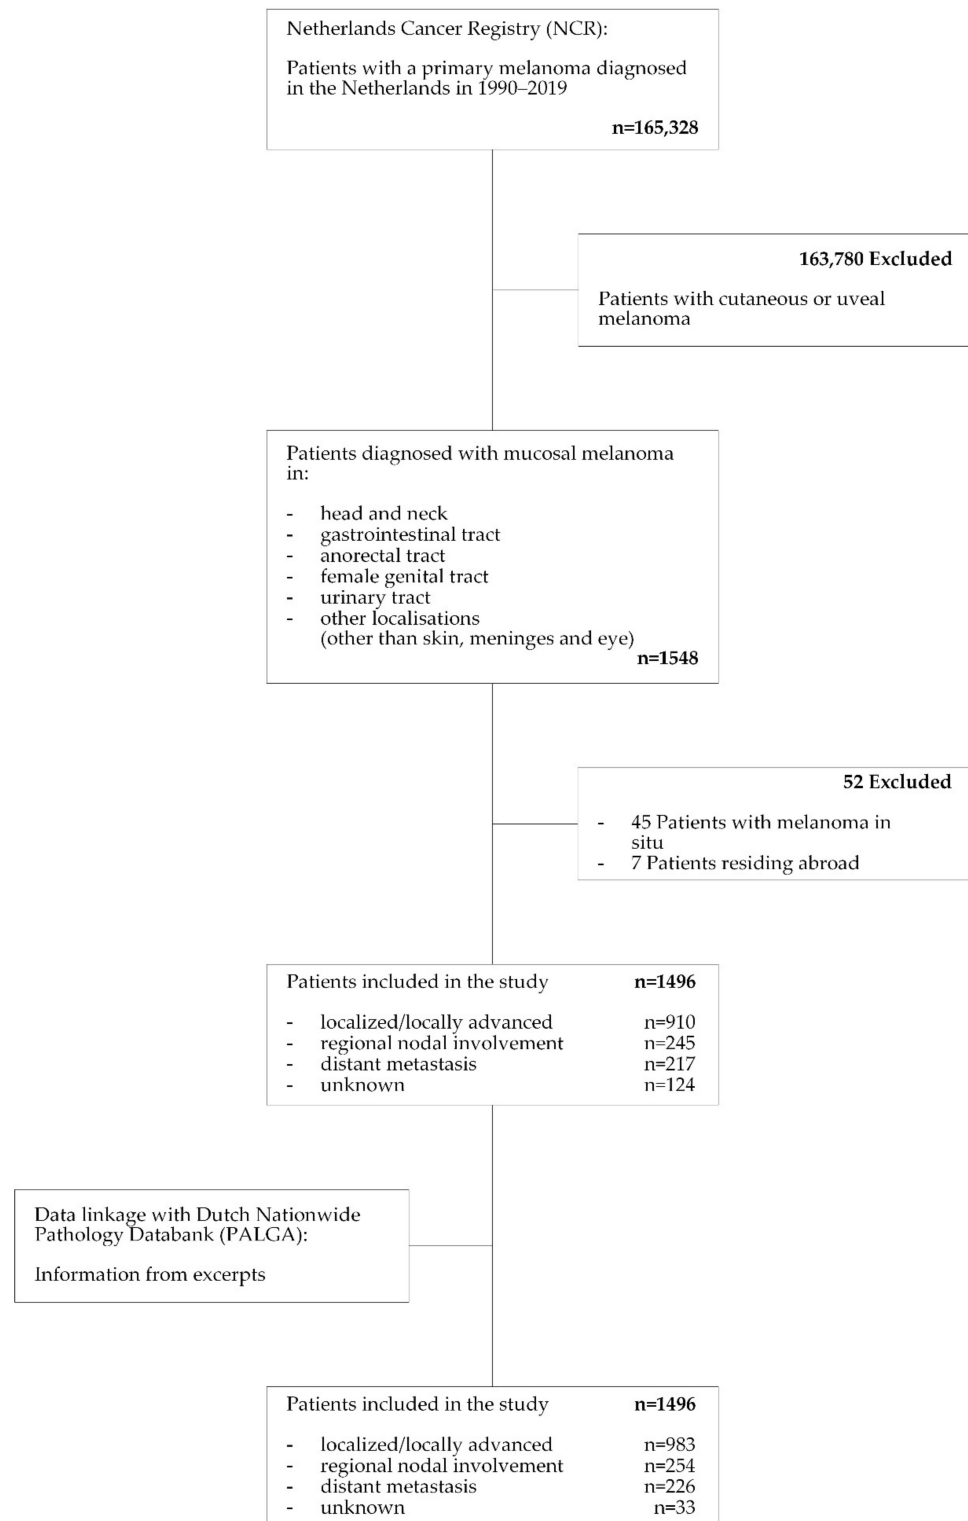 Netherlands Cancer Registry (NCR):
Patients with a primary melanoma diagnosed
in the Netherlands in 1990–2019
n=165,328
163,780 Excluded
Patients with cutaneous or uveal
melanoma
Patients diagnosed with mucosal melanoma
in:
- head and neck
- gastrointestinal tract
- anorectal tract
- female genital tract
- urinary tract
- other localisations
(other than skin, meninges and eye)
n=1548
52 Excluded
- 45 Patients with melanoma in
situ
- 7 Patients residing abroad
Patients included in the study n=1496
- localized/locally advanced n=910
- regional nodal involvement n=245
- distant metastasis n=217
- unknown n=124
Data linkage with Dutch Nationwide
Pathology Databank (PALGA):
Information from excerpts
Patients included in the study n=1496
- localized/locally advanced n=983
- regional nodal involvement n=254
- distant metastasis n=226
- unknown n=33